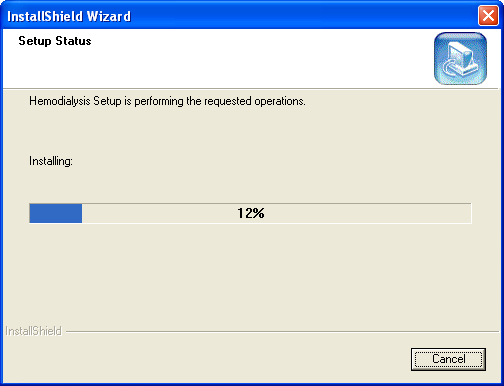 InstallShield Wizard
Setup Status
Hemodialysis Setup is performing the requested operations.
Installing:
12%
InstallShield
Cancel